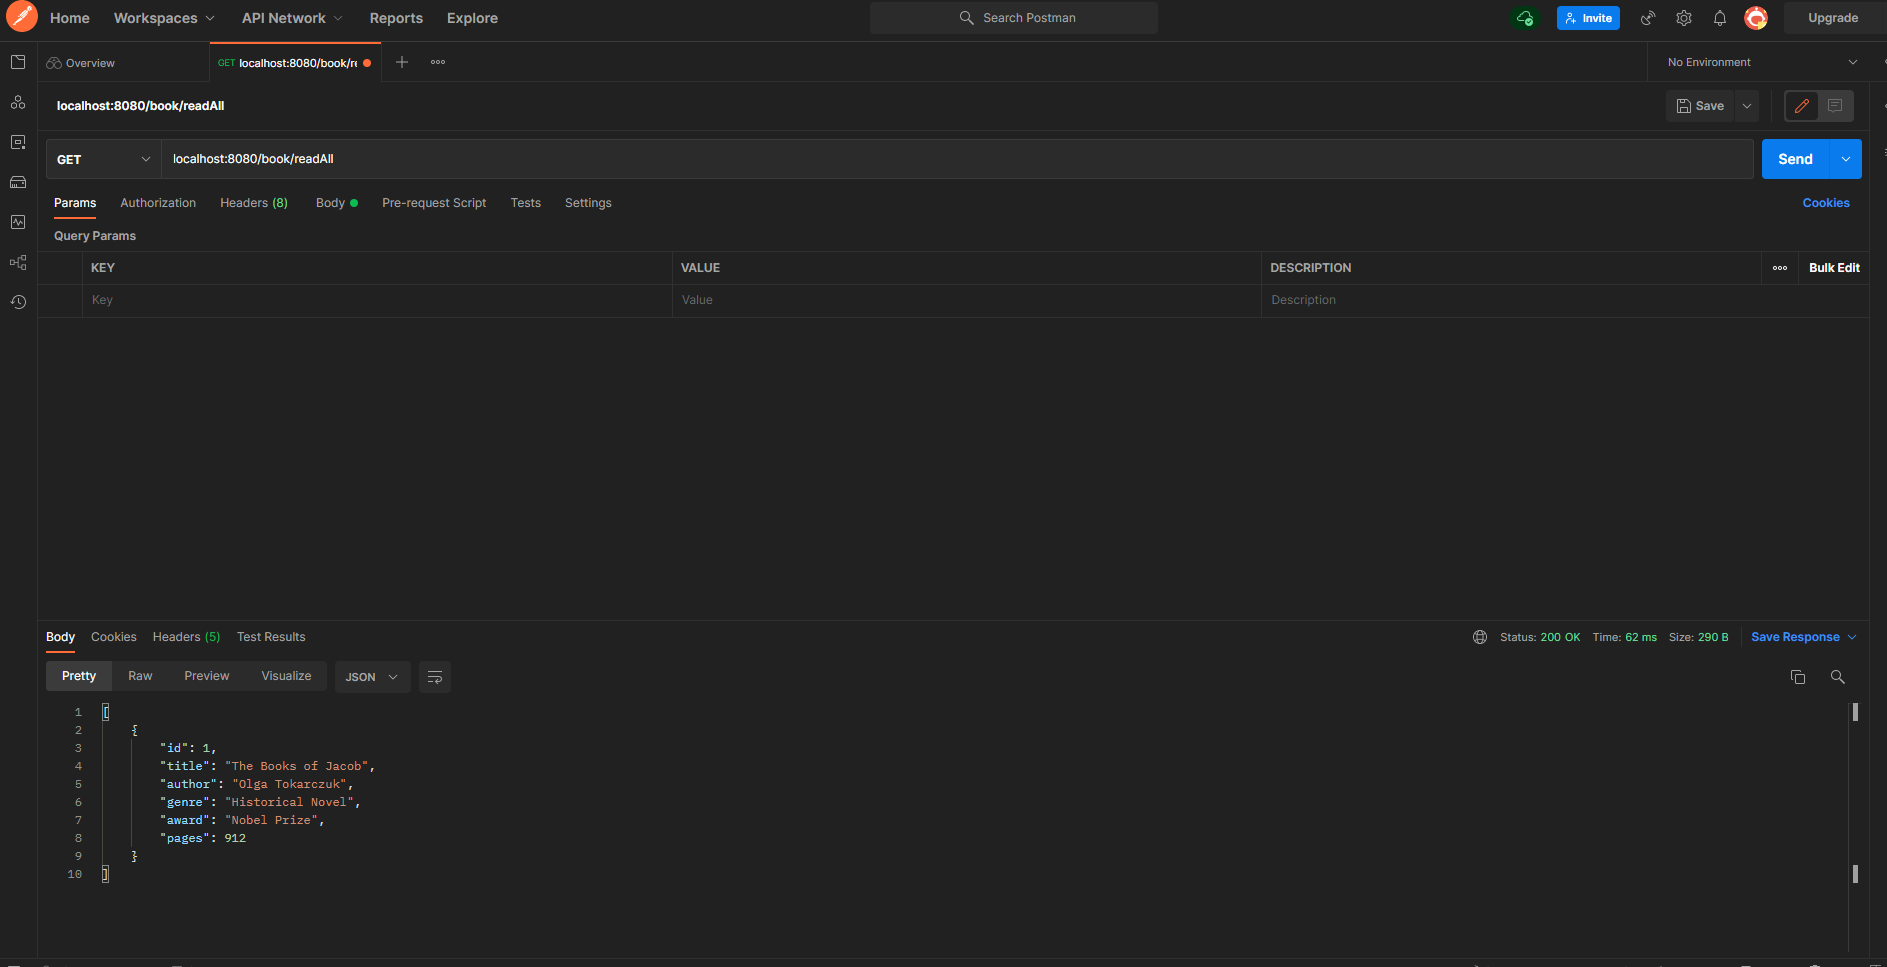 Home Workspaces API Network Reports Explore Search Postman Invite Upgrade
Overview GET localhost:8080/book/re No Environment
localhost:8080/book/readAll Save
GET localhost:8080/book/readAll Send
Params Authorization Headers (8) Body Pre-request Script Tests Settings Cookies
Query Params
KEY VALUE DESCRIPTION Bulk Edit
Key Value Description
Body Cookies Headers (5) Test Results Status: 200 OK Time: 62 ms Size: 290 B Save Response
Pretty Raw Preview Visualize JSON
1 [
2 {
3 "id": 1,
4 "title": "The Books of Jacob",
5 "author": "Olga Tokarczuk",
6 "genre": "Historical Novel",
7 "award": "Nobel Prize",
8 "pages": 912
9 }
10 ]